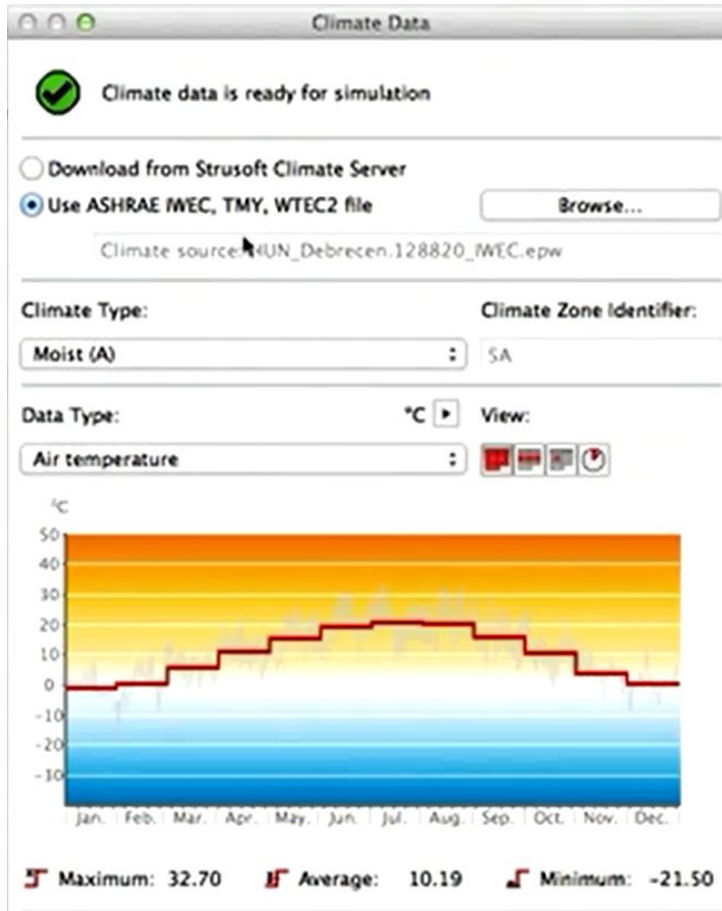 Climate Data
Climate data is ready for simulation
Download from Strusoft Climate Server
Use ASHRAE IWEC, TMY, WTEC2 file
Browse...
Climate source: HUN_Debrecen.128820_IWEC.epw
Climate Type: Climate Zone Identifier:
Moist (A) 5A
Data Type: °C View:
Air temperature
°C
50
40
30
20
10
0
-10
-20
-30
Jan. Feb. Mar. Apr. May. Jun. Jul. Aug. Sep. Oct. Nov. Dec.
Maximum: 32.70 Average: 10.19 Minimum: -21.50